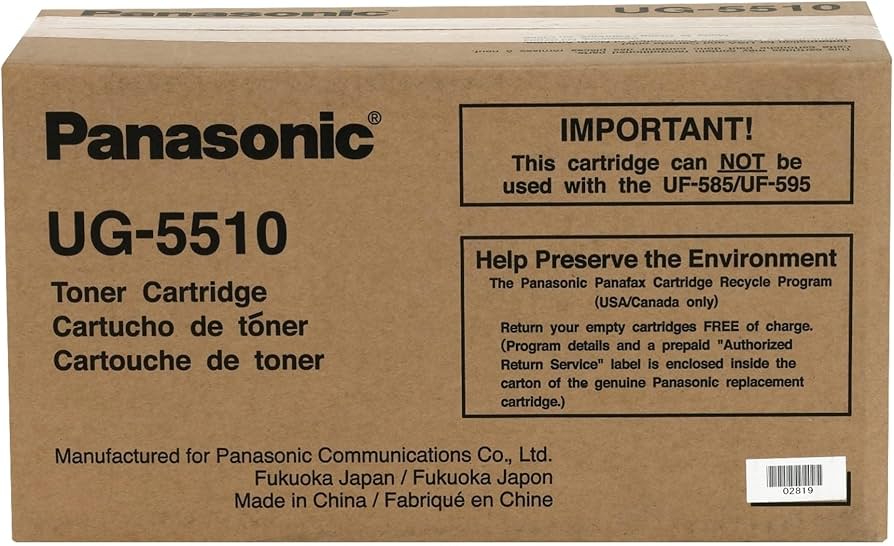 Panasonic
UG-5510
Panasonic®
UG-5510
Toner Cartridge
Cartucho de tóner
Cartouche de toner
IMPORTANT!
This cartridge can NOT be
used with the UF-585/UF-595
Help Preserve the Environment
The Panasonic Panafax Cartridge Recycle Program
(USA/Canada only)
Return your empty cartridges FREE of charge.
(Program details and a prepaid "Authorized
Return Service" label is enclosed inside the
carton of the genuine Panasonic replacement
cartridge.)
Manufactured for Panasonic Communications Co., Ltd.
Fukuoka Japan / Fukuoka Japon
Made in China / Fabriqué en Chine
02819